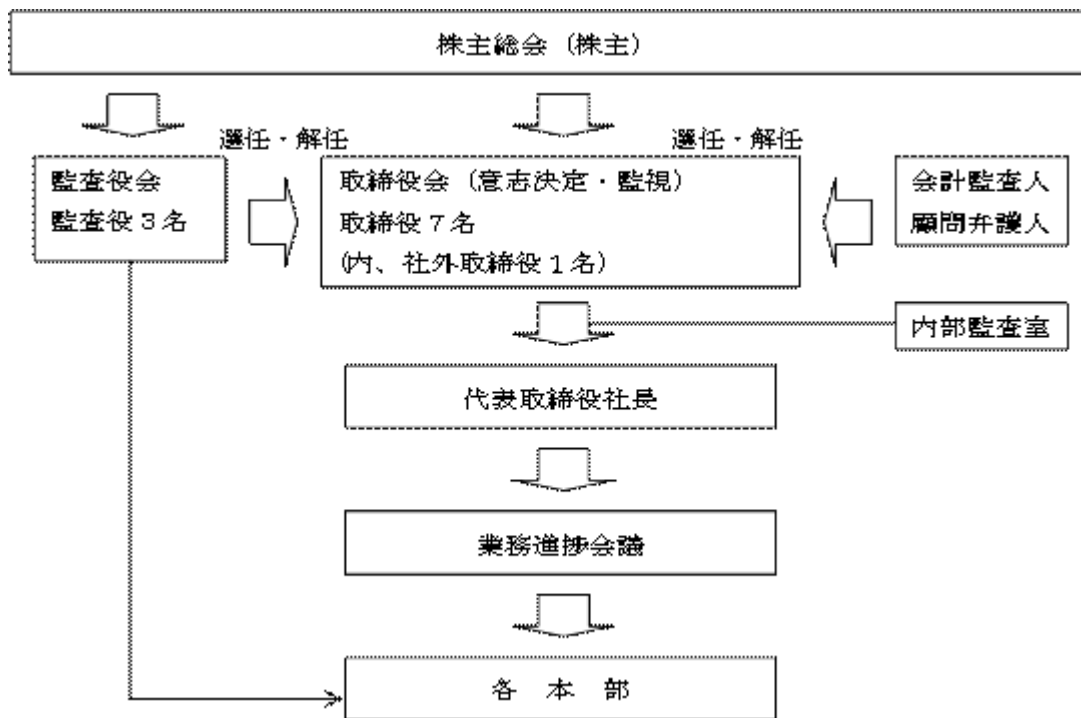 株主総会（株主）
選任・解任
選任・解任
監査役会
監査役３名
取締役会（意志決定・監視）
取締役７名
(内、社外取締役１名)
会計監査人
顧問弁護人
内部監査室
代表取締役社長
業務進捗会議
各　本　部